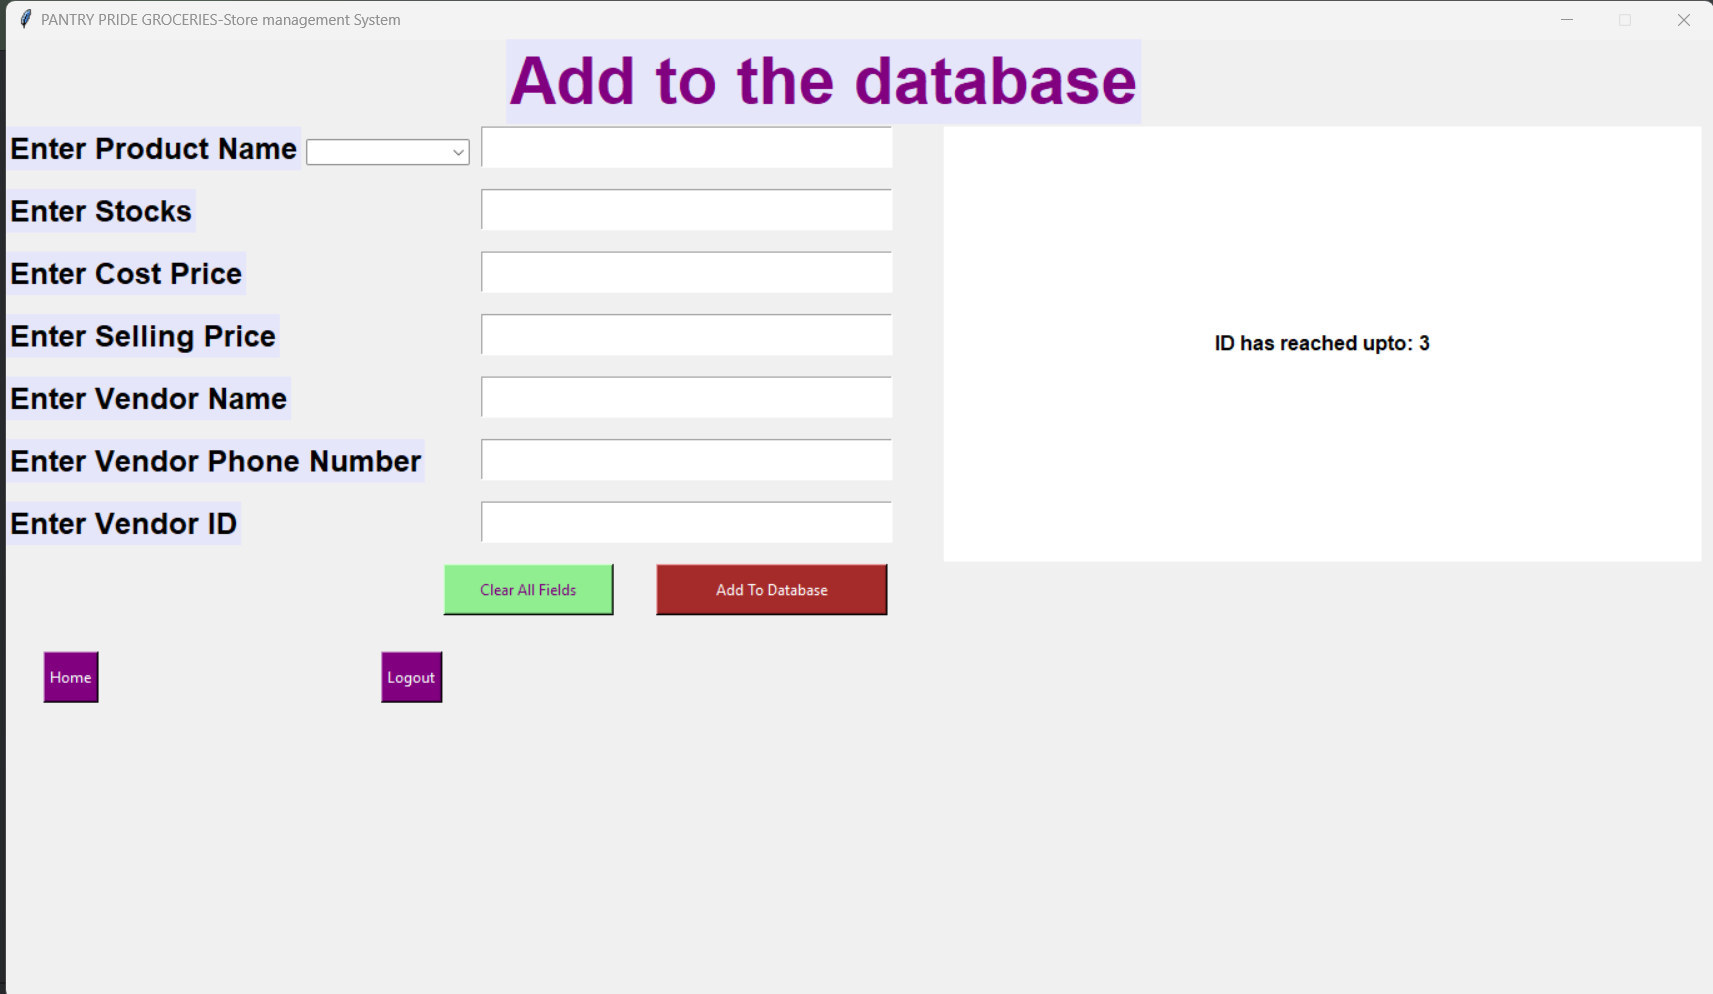 PANTRY PRIDE GROCERIES-Store management System
Add to the database
Enter Product Name
Enter Stocks
Enter Cost Price
Enter Selling Price
Enter Vendor Name
Enter Vendor Phone Number
Enter Vendor ID
ID has reached upto: 3
Clear All Fields
Add To Database
Home
Logout